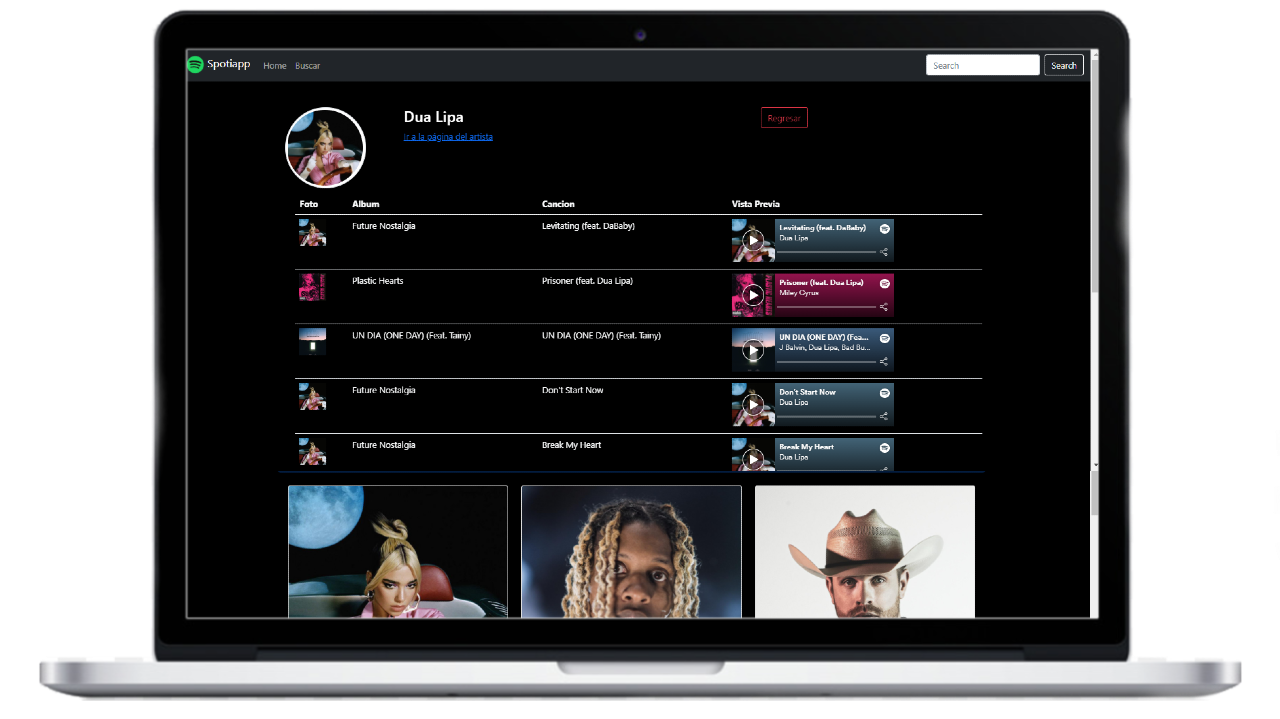 Spotiapp Home Buscar Search Search
Dua Lipa Regresar
Ir a la página del artista
Foto Album Cancion Vista Previa
Future Nostalgia Levitating (feat. DaBaby) Levitating (feat. DaBaby)
Dua Lipa
Plastic Hearts Prisoner (feat. Dua Lipa) Prisoner (feat. Dua Lipa)
Miley Cyrus
UN DIA (ONE DAY) (Feat. Tainy) UN DIA (ONE DAY) (Feat. Tainy) UN DIA (ONE DAY) (Fea...
J Balvin, Dua Lipa, Bad Bu...
Future Nostalgia Don't Start Now Don't Start Now
Dua Lipa
Future Nostalgia Break My Heart Break My Heart
Dua Lipa